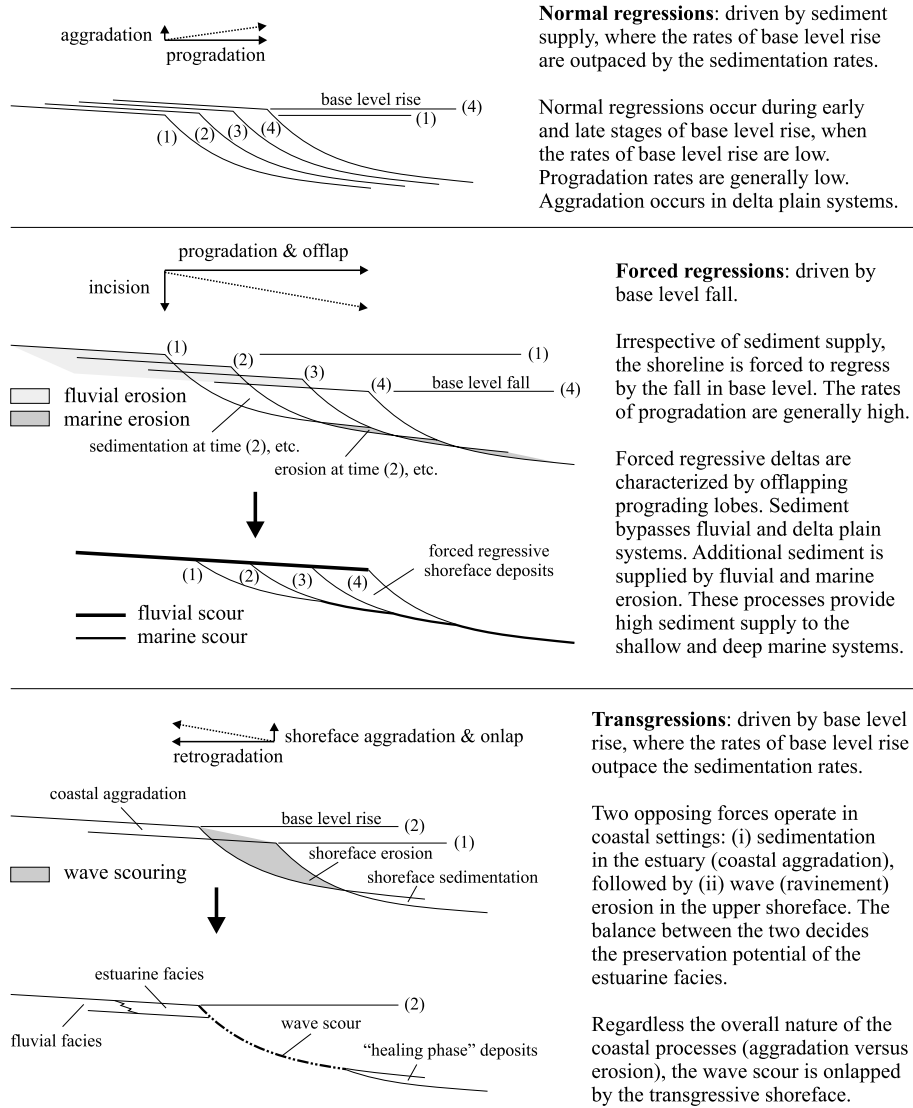 aggradation
progradation
base level rise
(4)
(1)
(1)
(2)
(3)
(4)
Normal regressions: driven by sediment
supply, where the rates of base level rise
are outpaced by the sedimentation rates.
Normal regressions occur during early
and late stages of base level rise, when
the rates of base level rise are low.
Progradation rates are generally low.
Aggradation occurs in delta plain systems.
progradation & offlap
incision
(1)
(2)
(3)
(4)
(1)
base level fall
(4)
fluvial erosion
marine erosion
sedimentation at time (2), etc.
erosion at time (2), etc.
forced regressive
shoreface deposits
(1)
(2)
(3)
(4)
fluvial scour
marine scour
Forced regressions: driven by
base level fall.
Irrespective of sediment supply,
the shoreline is forced to regress
by the fall in base level. The rates
of progradation are generally high.
Forced regressive deltas are
characterized by offlapping
prograding lobes. Sediment
bypasses fluvial and delta plain
systems. Additional sediment is
supplied by fluvial and marine
erosion. These processes provide
high sediment supply to the
shallow and deep marine systems.
shoreface aggradation & onlap
retrogradation
coastal aggradation
base level rise
(2)
(1)
shoreface erosion
wave scouring
shoreface sedimentation
estuarine facies
(2)
fluvial facies
wave scour
“healing phase” deposits
Transgressions: driven by base level
rise, where the rates of base level rise
outpace the sedimentation rates.
Two opposing forces operate in
coastal settings: (i) sedimentation
in the estuary (coastal aggradation),
followed by (ii) wave (ravinement)
erosion in the upper shoreface. The
balance between the two decides
the preservation potential of the
estuarine facies.
Regardless the overall nature of the
coastal processes (aggradation versus
erosion), the wave scour is onlapped
by the transgressive shoreface.